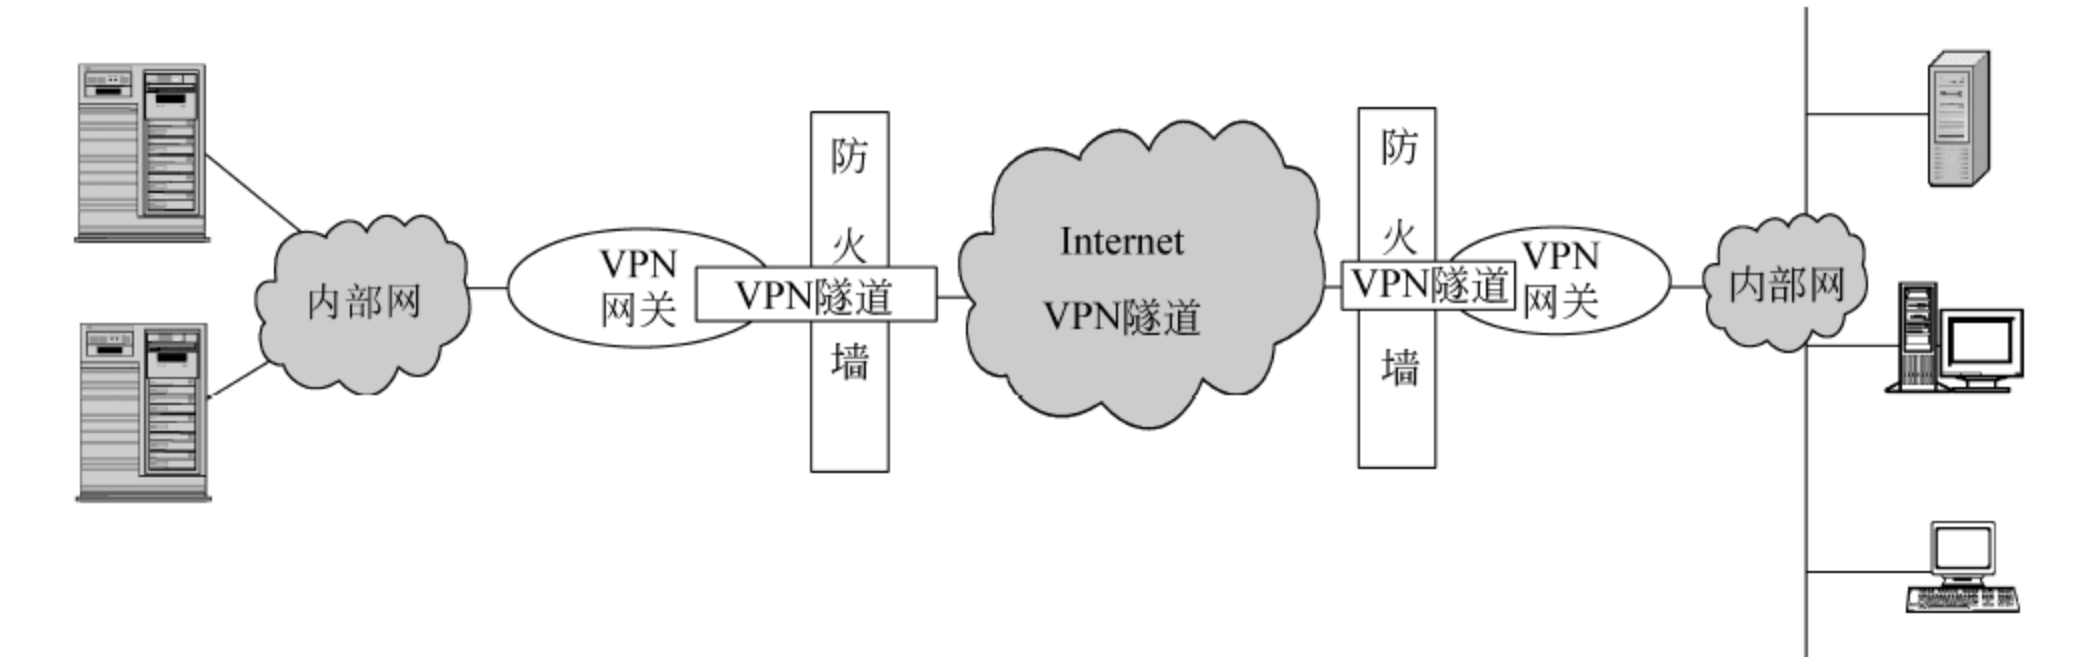 内部网
VPN
网关
VPN隧道
防
火
墙
Internet
VPN隧道
防
火
墙
VPN隧道
VPN
网关
内部网